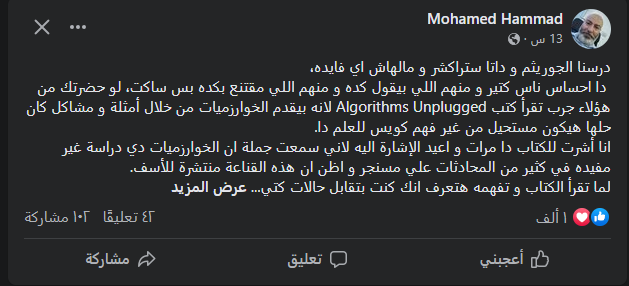 Mohamed Hammad
13 س ·
درسنا الجوريثم و داتا ستراكشر و مالهاش اي فايده،
دا احساس ناس كتير و منهم اللي بيقول كده و منهم اللي مقتنع بكده بس ساكت، لو حضرتك من
هؤلاء جرب تقرأ كتب Algorithms Unplugged لانه بيقدم الخوارزميات من خلال أمثلة و مشاكل كان
حلها هيكون مستحيل من غير فهم كويس للعلم دا.
انا أشرت للكتاب دا مرات و اعيد الإشارة اليه لاني سمعت جملة ان الخوارزميات دي دراسة غير
مفيده في كثير من المحادثات علي مسنجر و اظن ان هذه القناعة منتشرة للأسف.
لما تقرأ الكتاب و تفهمه هتعرف انك كنت بتقابل حالات كتي... عرض المزيد
١ ألف
٤٢ تعليقًا ١٠٢ مشاركة
أعجبني تعليق مشاركة